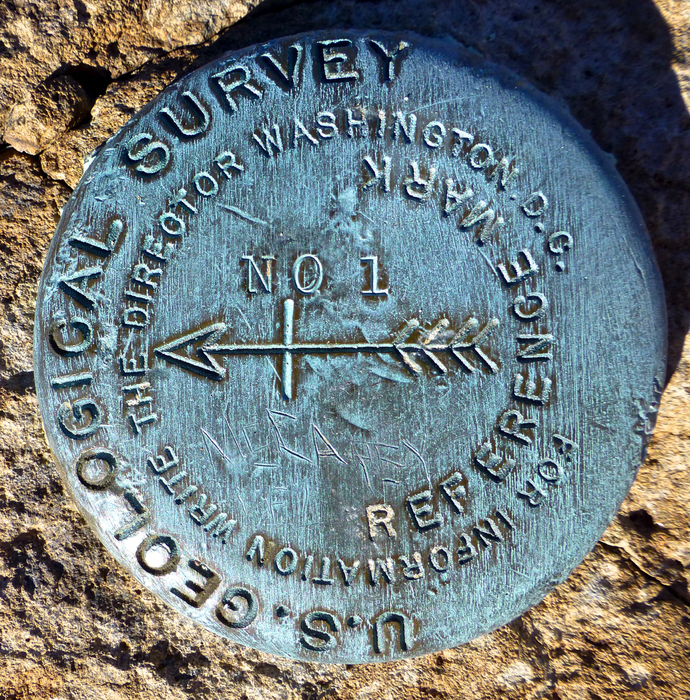 U.S. GEOLOGICAL SURVEY
FOR INFORMATION WRITE THE DIRECTOR WASHINGTON. D.C.
REFERENCE MARK
NO 1